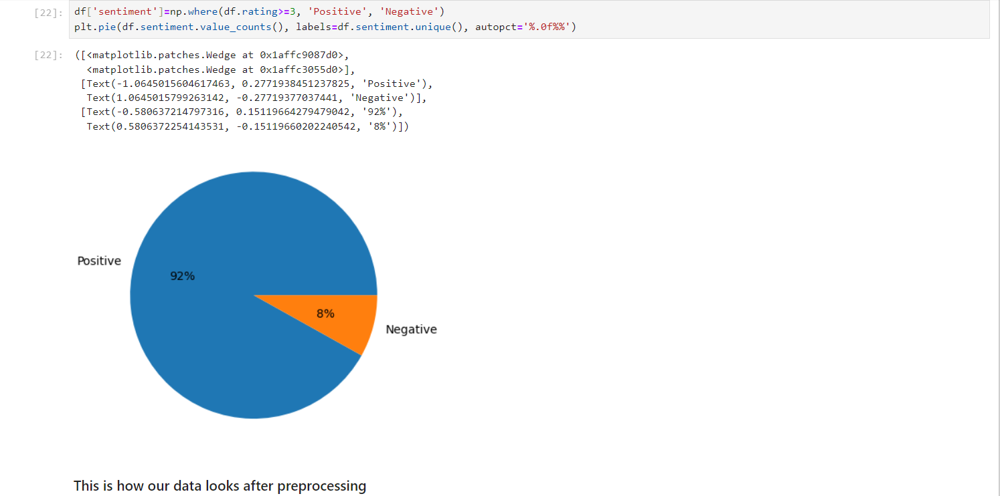 [22]: df['sentiment']=np.where(df.rating>=3, 'Positive', 'Negative')
plt.pie(df.sentiment.value_counts(), labels=df.sentiment.unique(), autopct='%.0f%%')
[22]: ([<matplotlib.patches.Wedge at 0x1affc9087d0>,
<matplotlib.patches.Wedge at 0x1affc3055d0>],
[Text(-1.0645015604617463, 0.2771938451237825, 'Positive'),
Text(1.0645015799263142, -0.27719377037441, 'Negative')],
[Text(-0.580637214797316, 0.15119664279479042, '92%'),
Text(0.5806372254143531, -0.15119660202240542, '8%')])
Positive
92%
8%
Negative
This is how our data looks after preprocessing